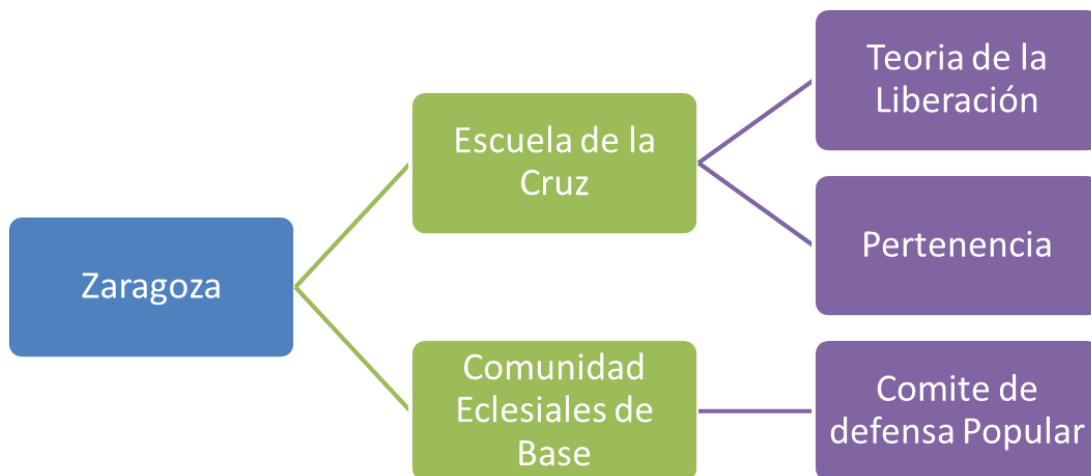 Zaragoza
Escuela de la
Cruz
Teoria de la
Liberación
Pertenencia
Comunidad
Eclesiales de
Base
Comite de
defensa Popular